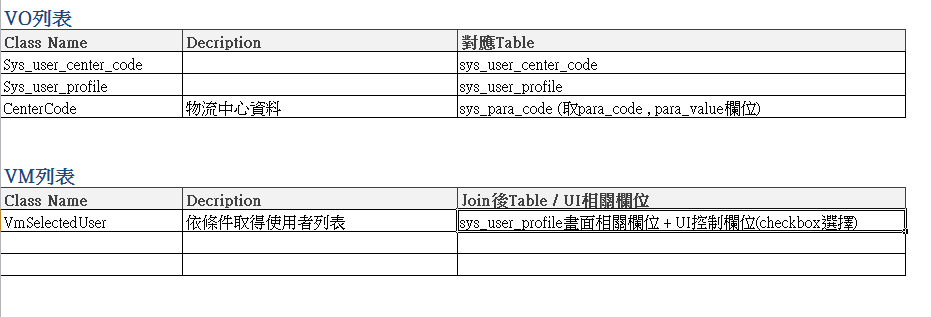 VO列表
Class Name Decription 對應Table
Sys_user_center_code sys_user_center_code
Sys_user_profile sys_user_profile
CenterCode 物流中心資料 sys_para_code (取para_code , para_value欄位)
VM列表
Class Name Decription Join後Table / UI相關欄位
VmSelectedUser 依條件取得使用者列表 sys_user_profile畫面相關欄位 + UI控制欄位(checkbox選擇)